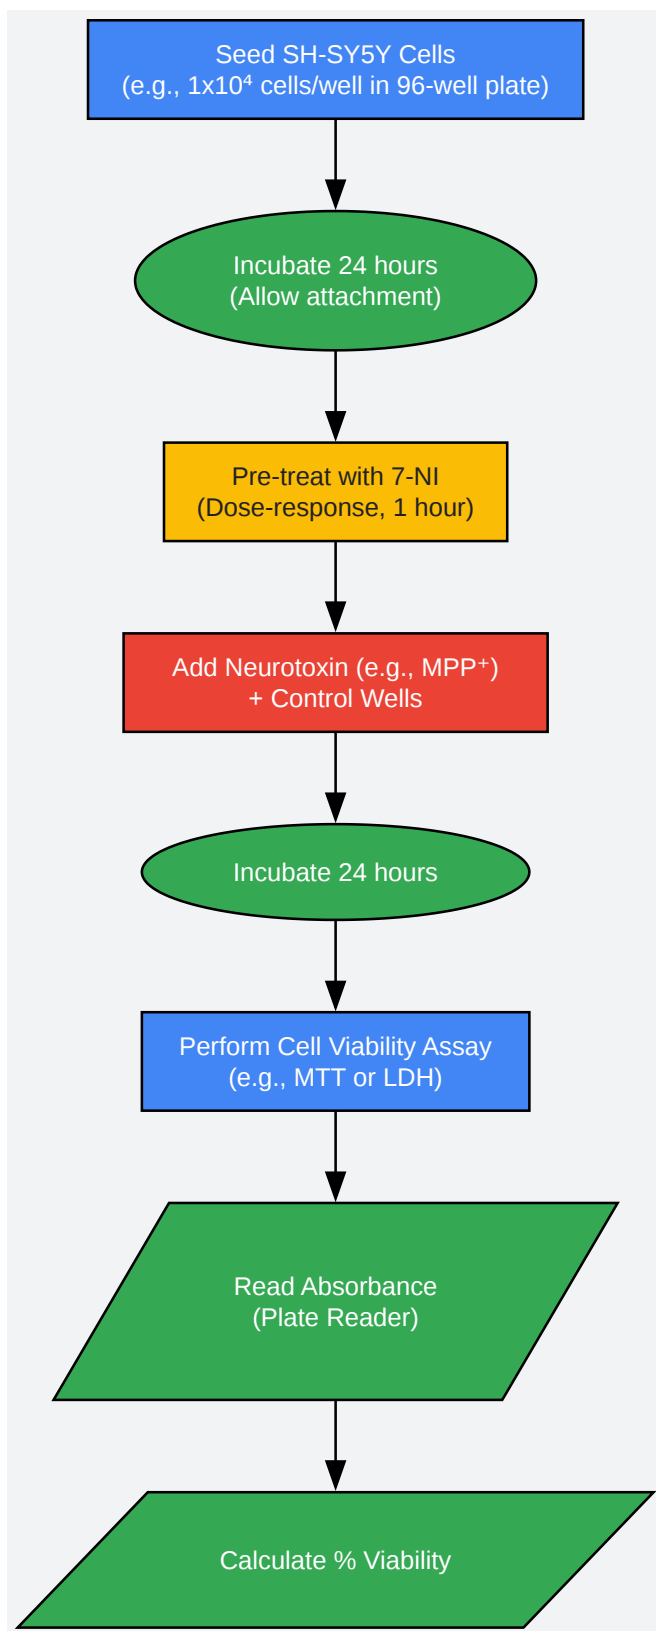 Seed SH-SY5Y Cells
(e.g., 1x10⁴ cells/well in 96-well plate)
Incubate 24 hours
(Allow attachment)
Pre-treat with 7-NI
(Dose-response, 1 hour)
Add Neurotoxin (e.g., MPP⁺)
+ Control Wells
Incubate 24 hours
Perform Cell Viability Assay
(e.g., MTT or LDH)
Read Absorbance
(Plate Reader)
Calculate % Viability